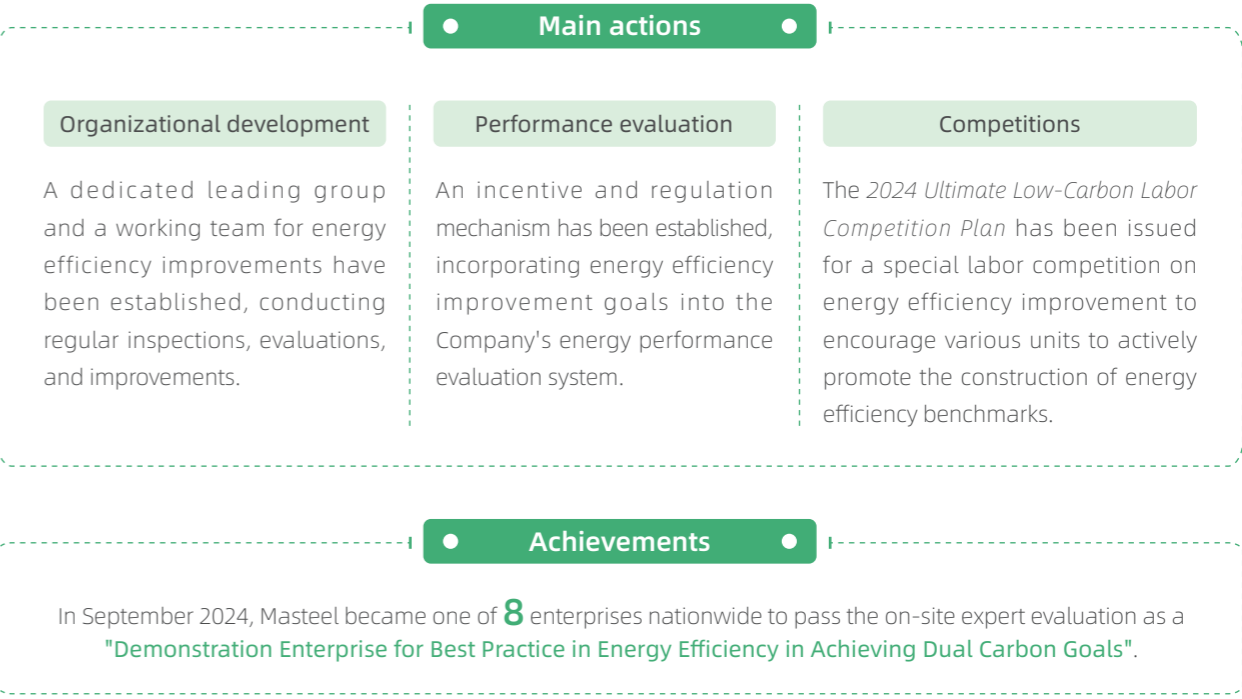 Main actions
Organizational development
A dedicated leading group
and a working team for energy
efficiency improvements have
been established, conducting
regular inspections, evaluations,
and improvements.
Performance evaluation
An incentive and regulation
mechanism has been established,
incorporating energy efficiency
improvement goals into the
Company's energy performance
evaluation system.
Competitions
The 2024 Ultimate Low-Carbon Labor
Competition Plan has been issued
for a special labor competition on
energy efficiency improvement to
encourage various units to actively
promote the construction of energy
efficiency benchmarks.
Achievements
In September 2024, Masteel became one of 8 enterprises nationwide to pass the on-site expert evaluation as a
"Demonstration Enterprise for Best Practice in Energy Efficiency in Achieving Dual Carbon Goals".